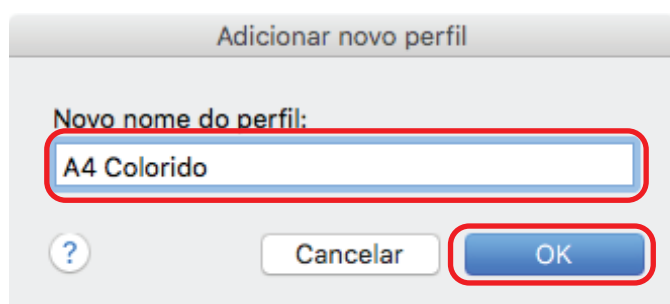 Adicionar novo perfil
Novo nome do perfil:
A4 Colorido
? Cancelar OK